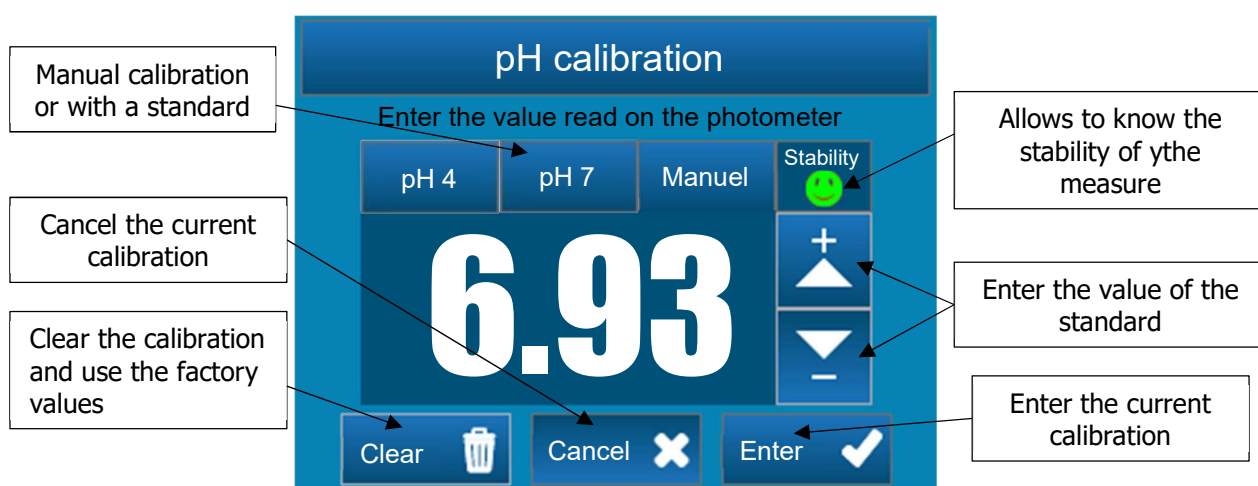 pH calibration
Manual calibration
or with a standard
Enter the value read on the photometer
Allows to know the
stability of ythe
measure
pH 4
pH 7
Manuel
Stability
Cancel the current
calibration
+
6.93
Enter the value of the
standard
–
Clear the calibration
and use the factory
values
Enter the current
calibration
Clear
Cancel
Enter